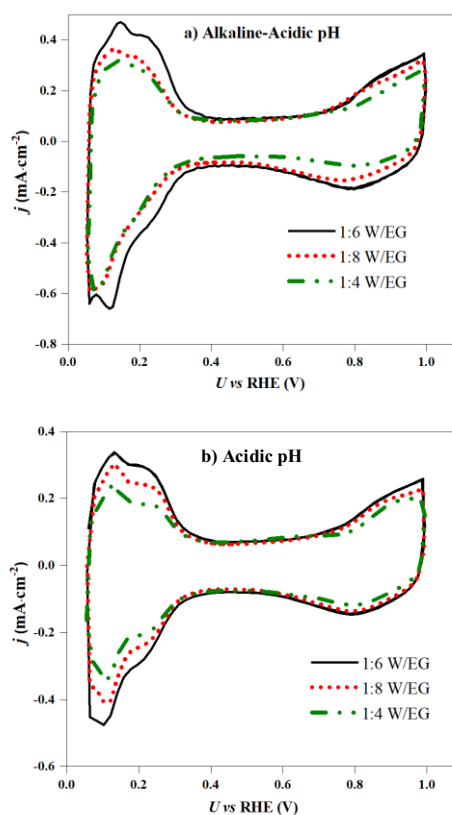 a) Alkaline-Acidic pH
0.4
0.2
0.0
-0.2
-0.4
-0.6
-0.8
j (mA·cm⁻²)
1:6 W/EG
1:8 W/EG
1:4 W/EG
0.0 0.2 0.4 0.6 0.8 1.0
U vs RHE (V)
b) Acidic pH
0.4
0.2
0.0
-0.2
-0.4
-0.6
j (mA·cm⁻²)
1:6 W/EG
1:8 W/EG
1:4 W/EG
0.0 0.2 0.4 0.6 0.8 1.0
U vs RHE (V)